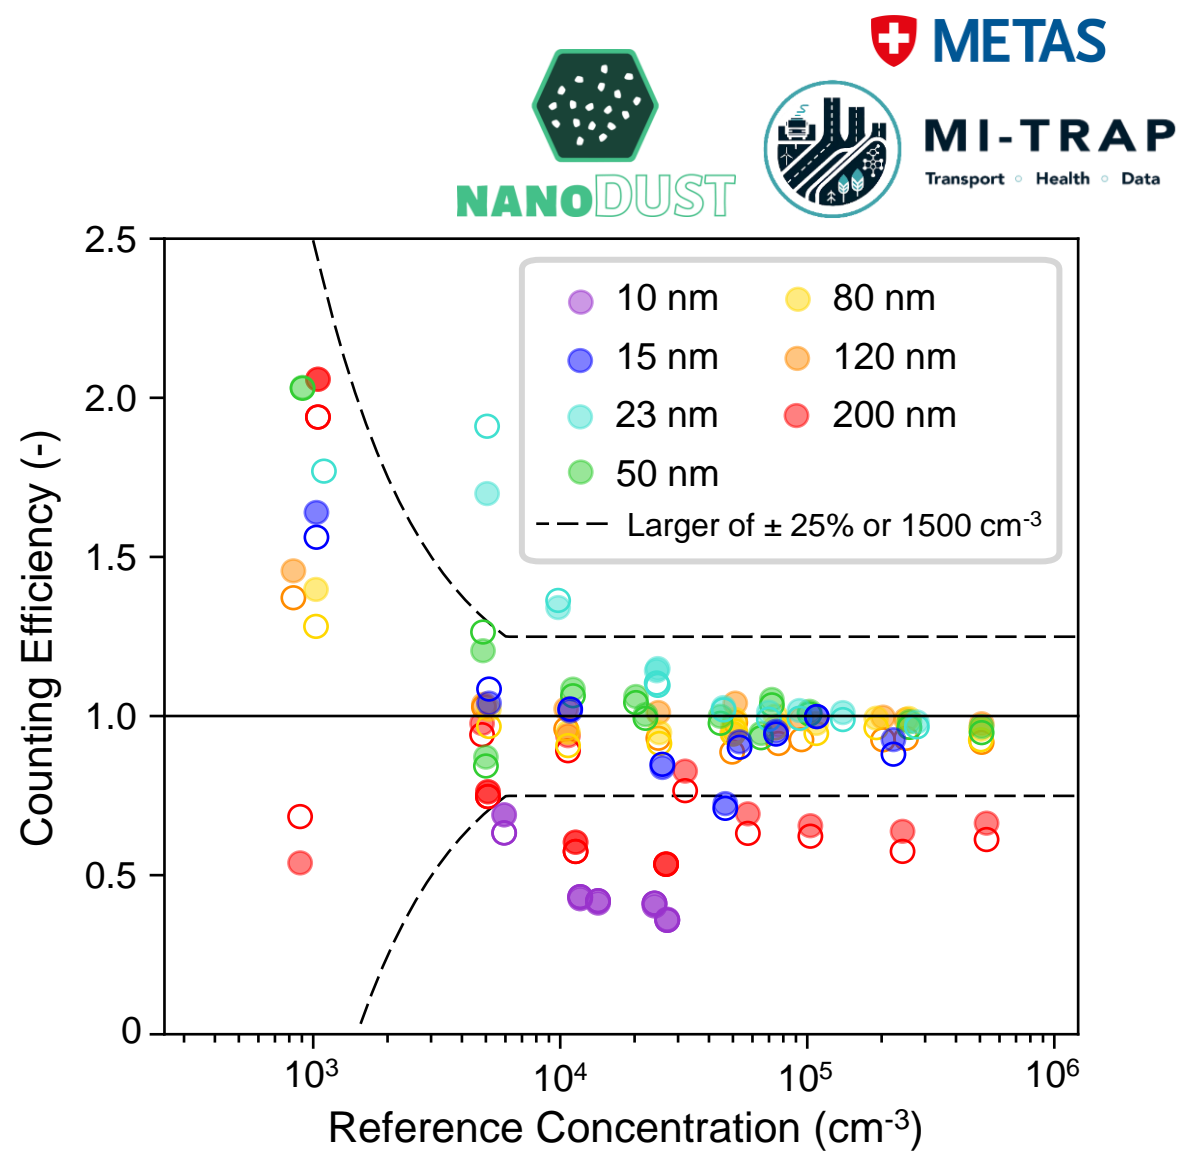 METAS
MI-TRAP
Transport ◦ Health ◦ Data
NANODUST
2.5
2.0
1.5
1.0
0.5
0
Counting Efficiency (-)
10 nm
15 nm
23 nm
50 nm
80 nm
120 nm
200 nm
Larger of ± 25% or 1500 cm⁻³
10³
10⁴
10⁵
10⁶
Reference Concentration (cm⁻³)